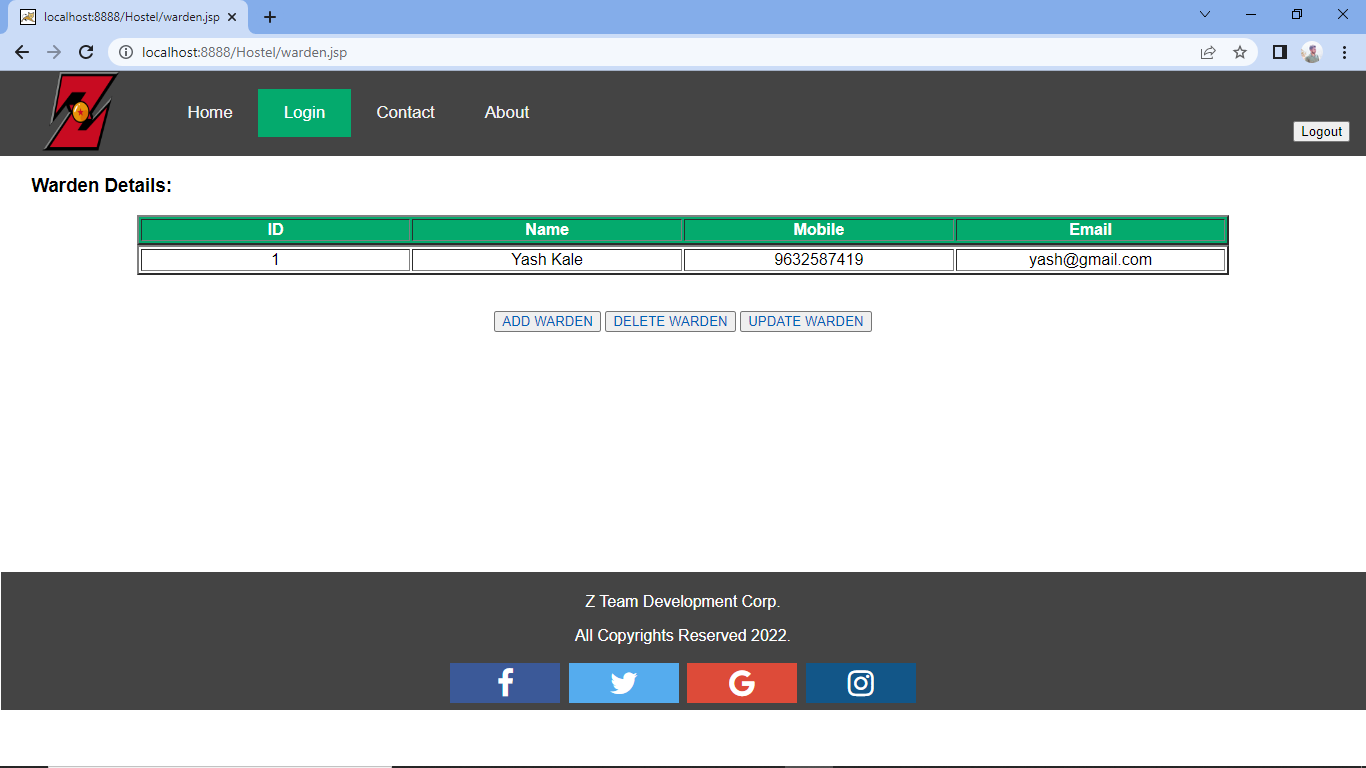 localhost:8888/Hostel/warden.jsp
localhost:8888/Hostel/warden.jsp
Home Login Contact About
Logout
Warden Details:
ID Name Mobile Email
1 Yash Kale 9632587419 yash@gmail.com
ADD WARDEN DELETE WARDEN UPDATE WARDEN
Z Team Development Corp.
All Copyrights Reserved 2022.